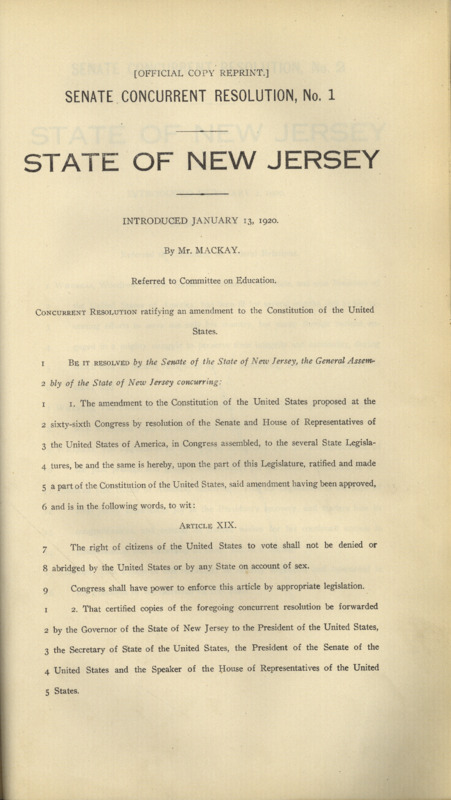 [OFFICIAL COPY REPRINT.]
SENATE CONCURRENT RESOLUTION, No. 1
STATE OF NEW JERSEY
INTRODUCED JANUARY 13, 1920.
By Mr. MACKAY.
Referred to Committee on Education.
CONCURRENT RESOLUTION ratifying an amendment to the Constitution of the United
States.
1 BE IT RESOLVED by the Senate of the State of New Jersey, the General Assem-
2 bly of the State of New Jersey concurring:
1 1. The amendment to the Constitution of the United States proposed at the
2 sixty-sixth Congress by resolution of the Senate and House of Representatives of
3 the United States of America, in Congress assembled, to the several State Legisla-
4 tures, be and the same is hereby, upon the part of this Legislature, ratified and made
5 a part of the Constitution of the United States, said amendment having been approved,
6 and is in the following words, to wit:
ARTICLE XIX.
7 The right of citizens of the United States to vote shall not be denied or
8 abridged by the United States or by any State on account of sex.
9 Congress shall have power to enforce this article by appropriate legislation.
1 2. That certified copies of the foregoing concurrent resolution be forwarded
2 by the Governor of the State of New Jersey to the President of the United States,
3 the Secretary of State of the United States, the President of the Senate of the
4 United States and the Speaker of the House of Representatives of the United
5 States.